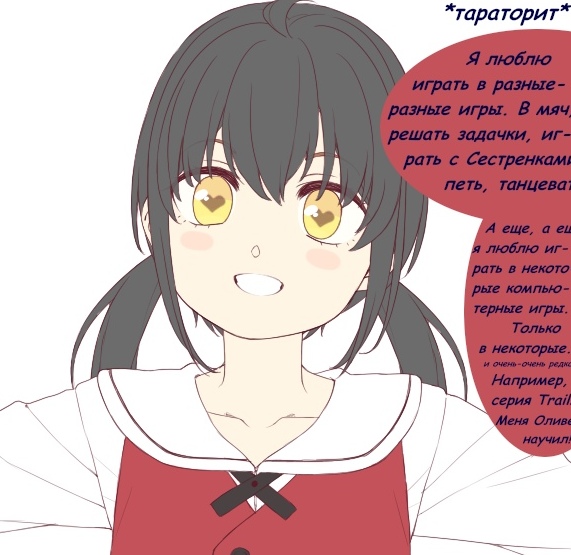 *тараторит*
Я люблю
играть в разные-
разные игры. В мяч,
решать задачки, иг-
рать с Сестренками
петь, танцеват
А еще, а ещ
я люблю иг-
рать в некото
рые компью-
терные игры.
Только
в некоторые.
и очень-очень редко
Например,
серия Trail
Меня Оливе
научил!